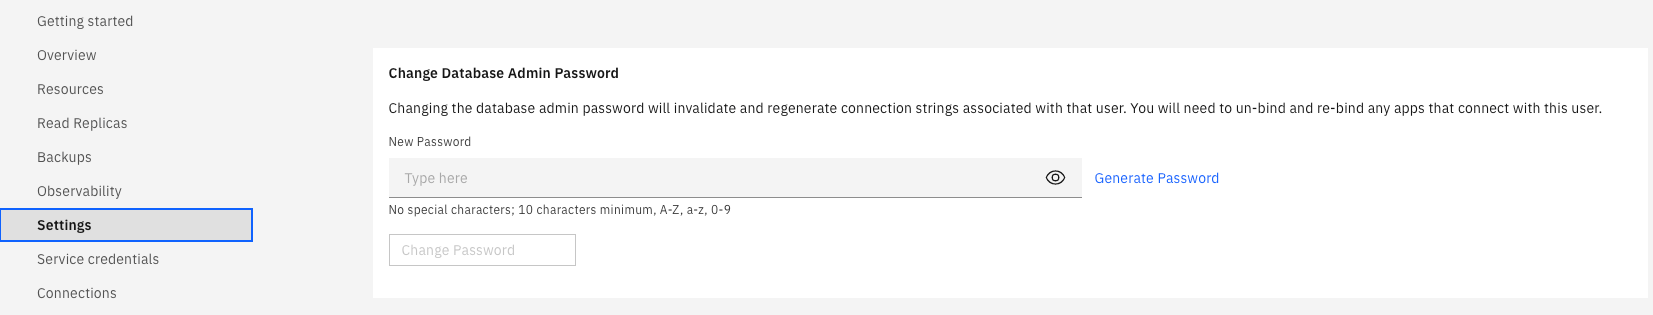 Getting started
Overview
Resources
Read Replicas
Backups
Observability
Settings
Service credentials
Connections
Change Database Admin Password
Changing the database admin password will invalidate and regenerate connection strings associated with that user. You will need to un-bind and re-bind any apps that connect with this user.
New Password
Type here
Generate Password
No special characters; 10 characters minimum, A-Z, a-z, 0-9
Change Password